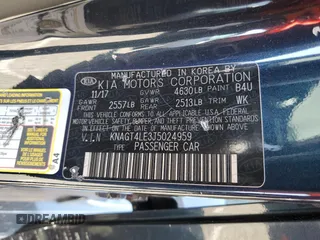 MANUFACTURED IN KOREA BY
KIA MOTORS CORPORATION
11/17 GVWR 4630LB PAINT B4U
GAWR FRONT 2557LB GAWR REAR 2513LB TRIM WK
THIS VEHICLE CONFORMS TO ALL APPLICABLE U.S.A. FEDERAL
MOTOR VEHICLE SAFETY, BUMPER, AND THEFT PREVENTION
STANDARDS IN EFFECT ON THE DATE OF MANUFACTURE SHOWN ABOVE.
V.I.N KNAGT4LE3J5024959
TYPE PASSENGER CAR
A4
DREAMBID